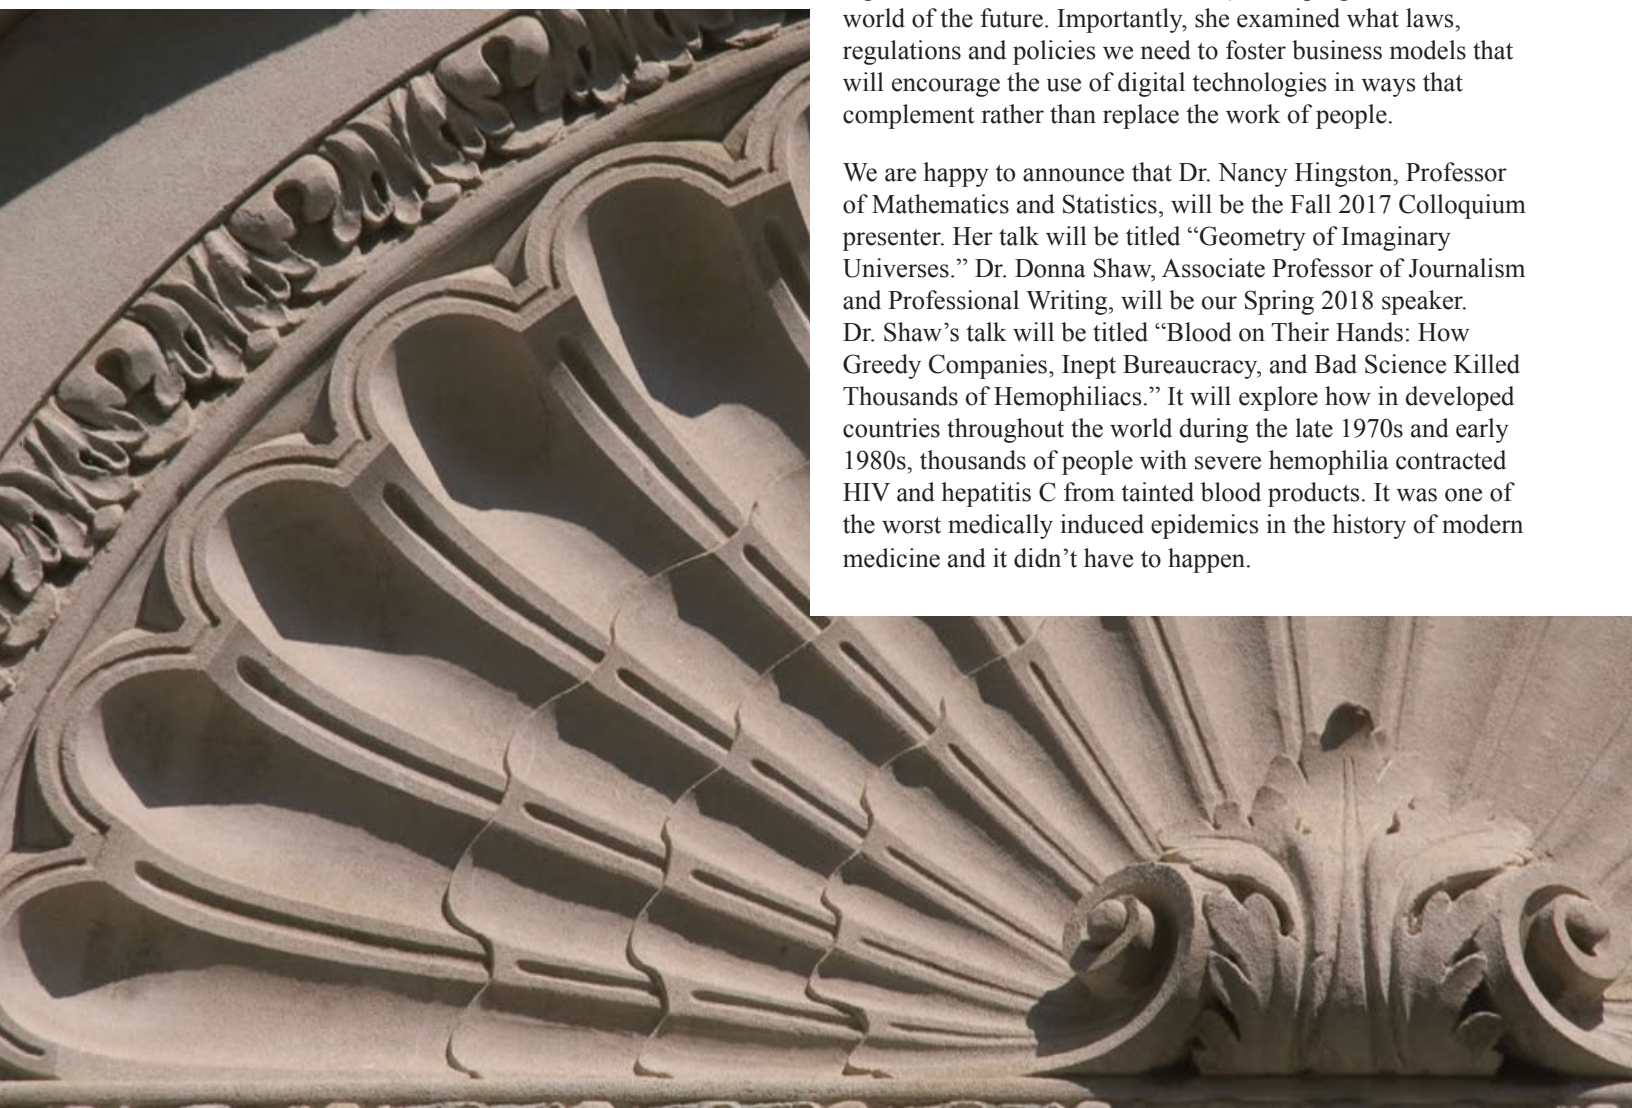 world of the future. Importantly, she examined what laws,
regulations and policies we need to foster business models that
will encourage the use of digital technologies in ways that
complement rather than replace the work of people.
We are happy to announce that Dr. Nancy Hingston, Professor
of Mathematics and Statistics, will be the Fall 2017 Colloquium
presenter. Her talk will be titled “Geometry of Imaginary
Universes.” Dr. Donna Shaw, Associate Professor of Journalism
and Professional Writing, will be our Spring 2018 speaker.
Dr. Shaw’s talk will be titled “Blood on Their Hands: How
Greedy Companies, Inept Bureaucracy, and Bad Science Killed
Thousands of Hemophiliacs.” It will explore how in developed
countries throughout the world during the late 1970s and early
1980s, thousands of people with severe hemophilia contracted
HIV and hepatitis C from tainted blood products. It was one of
the worst medically induced epidemics in the history of modern
medicine and it didn’t have to happen.